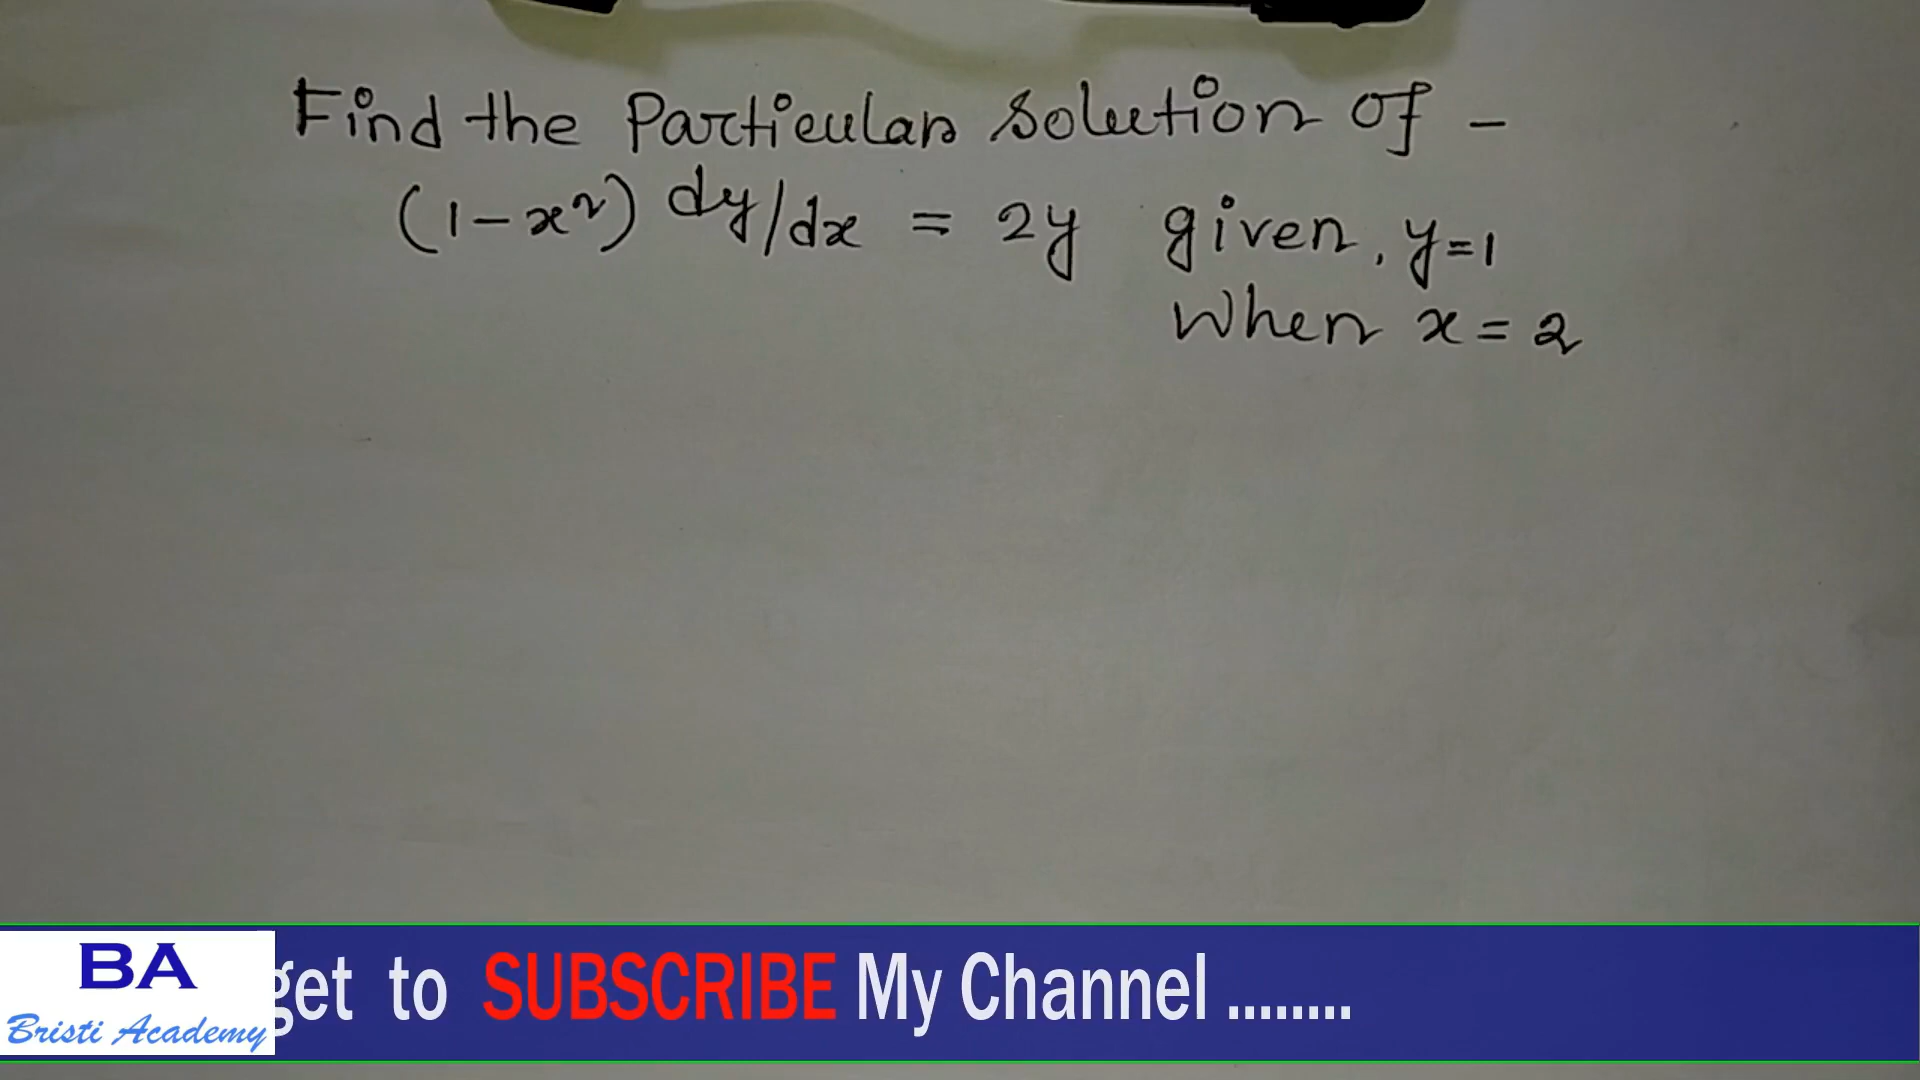 Find the Particular Solution of -
(1-x²) dy/dx = 2y given, y=1
When x = 2
BA
Bristi Academy
get to SUBSCRIBE My Channel ........